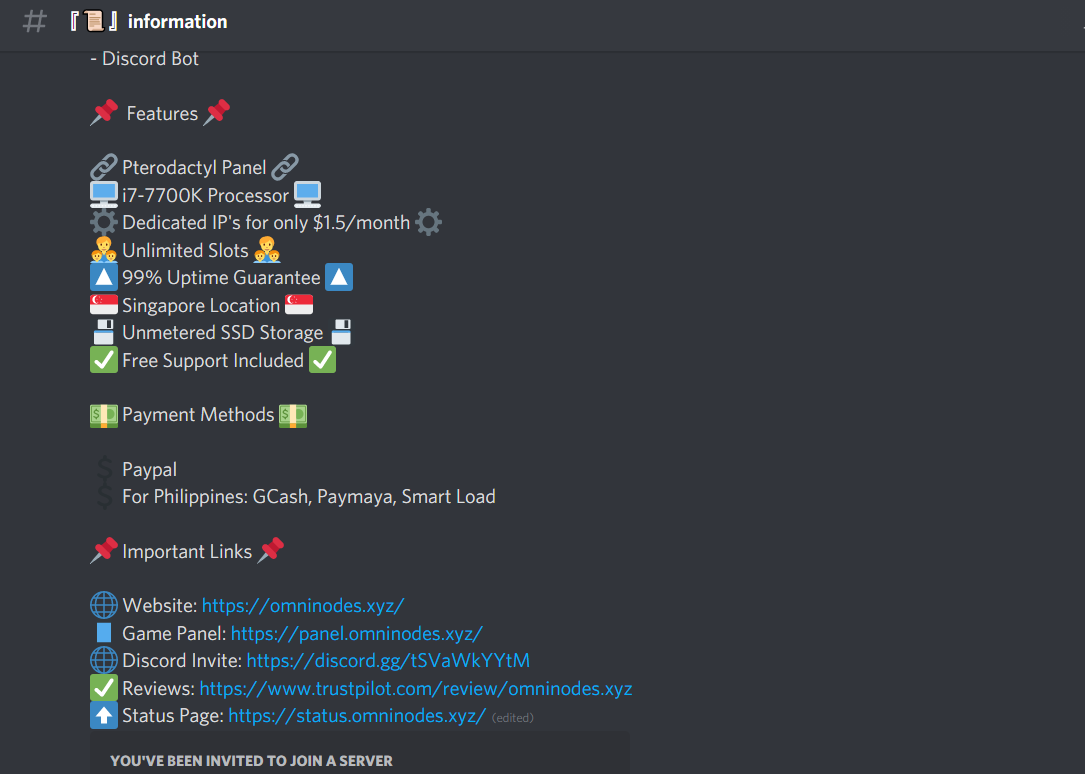 # 『📜』 information
- Discord Bot
📌 Features 📌
🔗 Pterodactyl Panel 🔗
🖥️ i7-7700K Processor 🖥️
⚙️ Dedicated IP's for only $1.5/month ⚙️
👨‍👦‍👦 Unlimited Slots 👨‍👦‍👦
🔼 99% Uptime Guarantee 🔼
🇸🇬 Singapore Location 🇸🇬
💾 Unmetered SSD Storage 💾
✅ Free Support Included ✅
💵 Payment Methods 💵
💲 Paypal
💲 For Philippines: GCash, Paymaya, Smart Load
📌 Important Links 📌
🌐 Website: https://omninodes.xyz/
Game Panel: https://panel.omninodes.xyz/
🌐 Discord Invite: https://discord.gg/tSVaWkYYtM
✅ Reviews: https://www.trustpilot.com/review/omninodes.xyz
⬆️ Status Page: https://status.omninodes.xyz/ (edited)
YOU'VE BEEN INVITED TO JOIN A SERVER